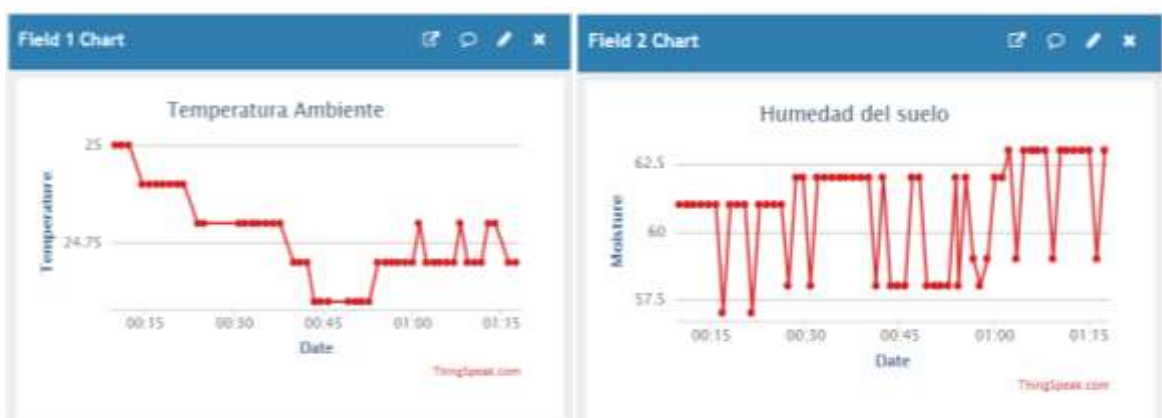 Field 1 Chart
Temperatura Ambiente
25
24.75
Temperature
00:15 00:30 00:45 01:00 01:15
Date
ThingSpeak.com
Field 2 Chart
Humedad del suelo
62.5
60
57.5
Moisture
00:15 00:30 00:45 01:00 01:15
Date
ThingSpeak.com